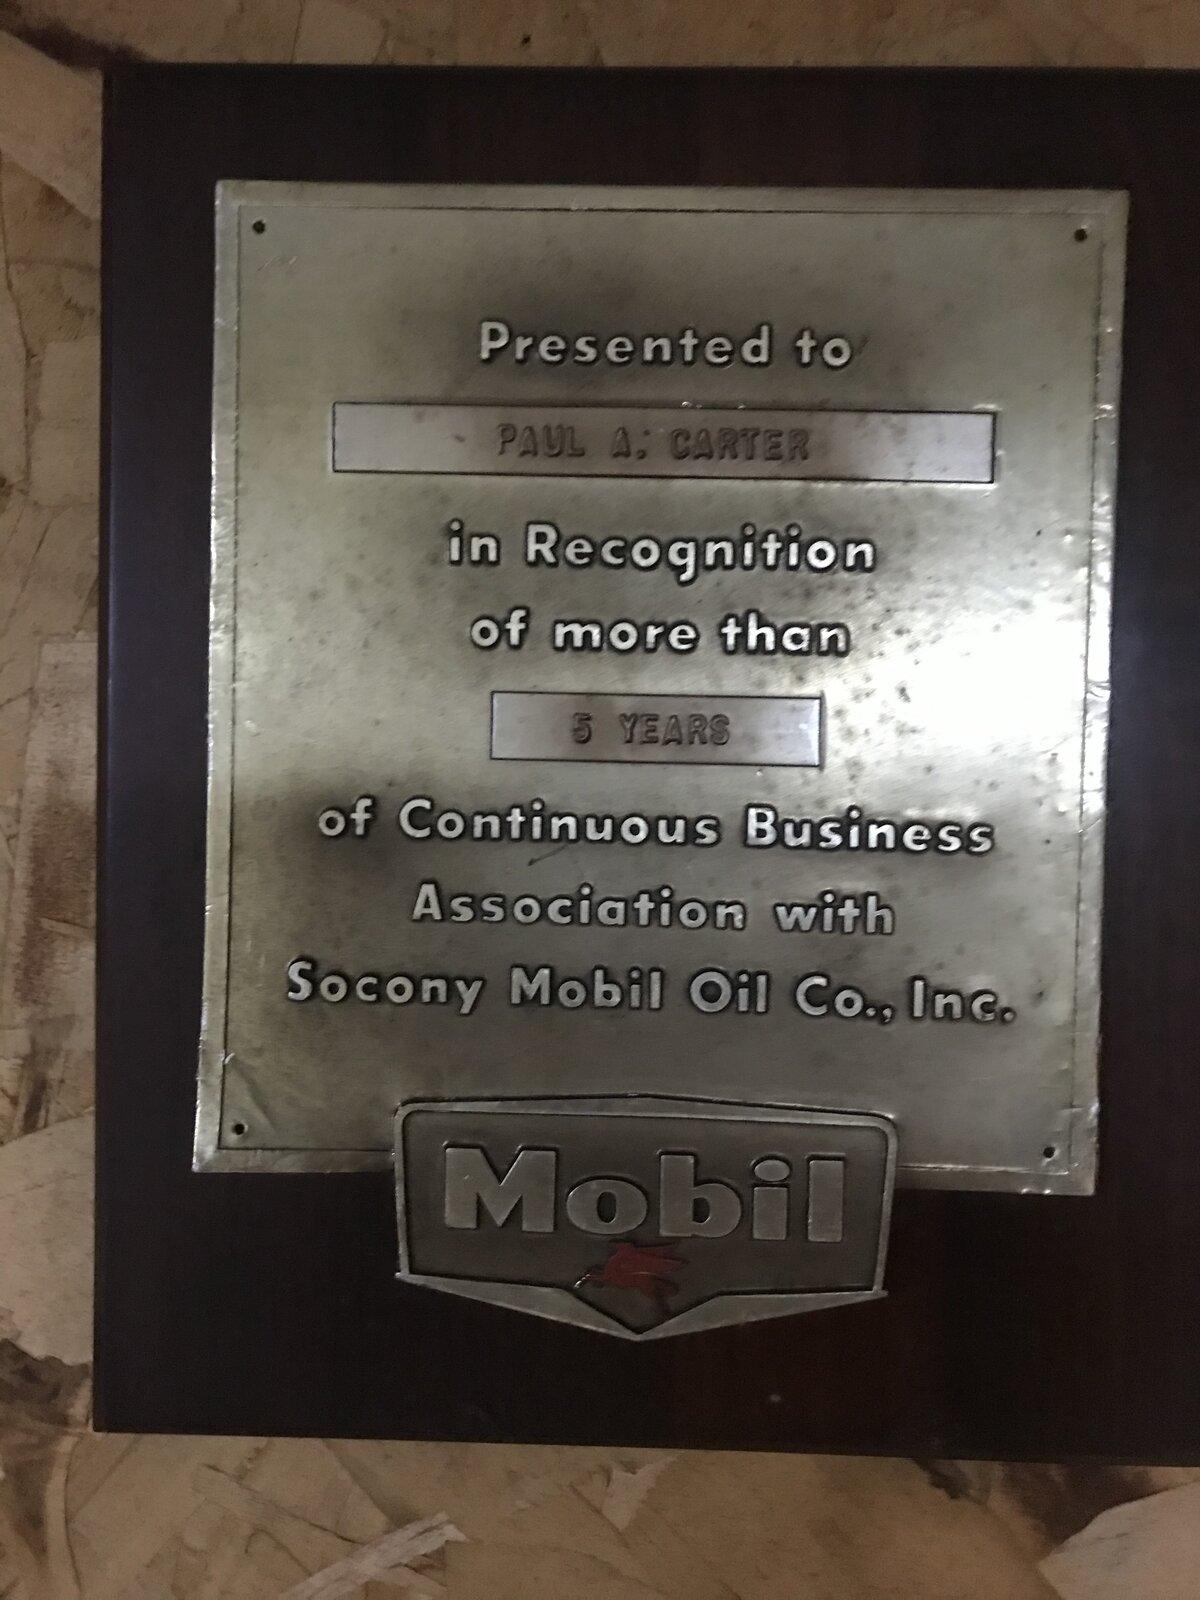 Presented to
PAUL A. CARTER
in Recognition
of more than
5 YEARS
of Continuous Business
Association with
Socony Mobil Oil Co., Inc.
Mobil